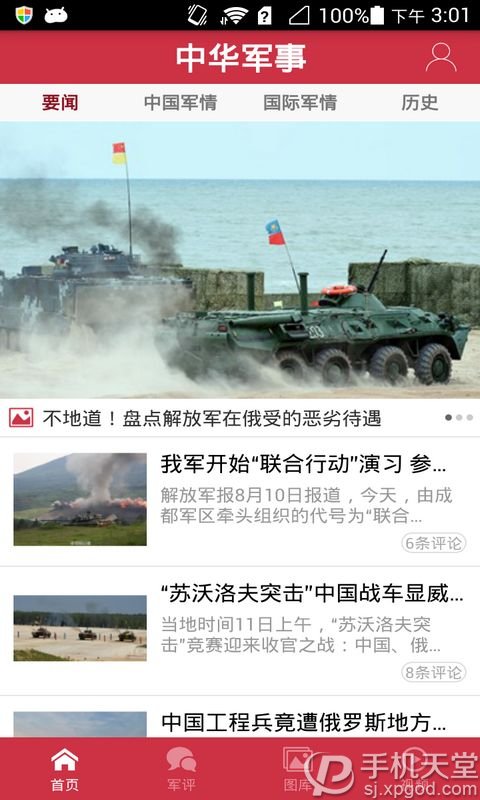 100% 下午 3:01
中华军事
要闻 中国军情 国际军情 历史
203
不地道！盘点解放军在俄受的恶劣待遇
我军开始“联合行动”演习 参...
解放军报8月10日报道，今天，由成
都军区牵头组织的代号为“联合...
6条评论
“苏沃洛夫突击”中国战车显威...
当地时间11日上午，“苏沃洛夫突
击”竞赛迎来收官之战：中国、俄...
8条评论
中国工程兵竟遭俄罗斯地方...
首页 军评 图库
手机天堂
sj.xpgod.com